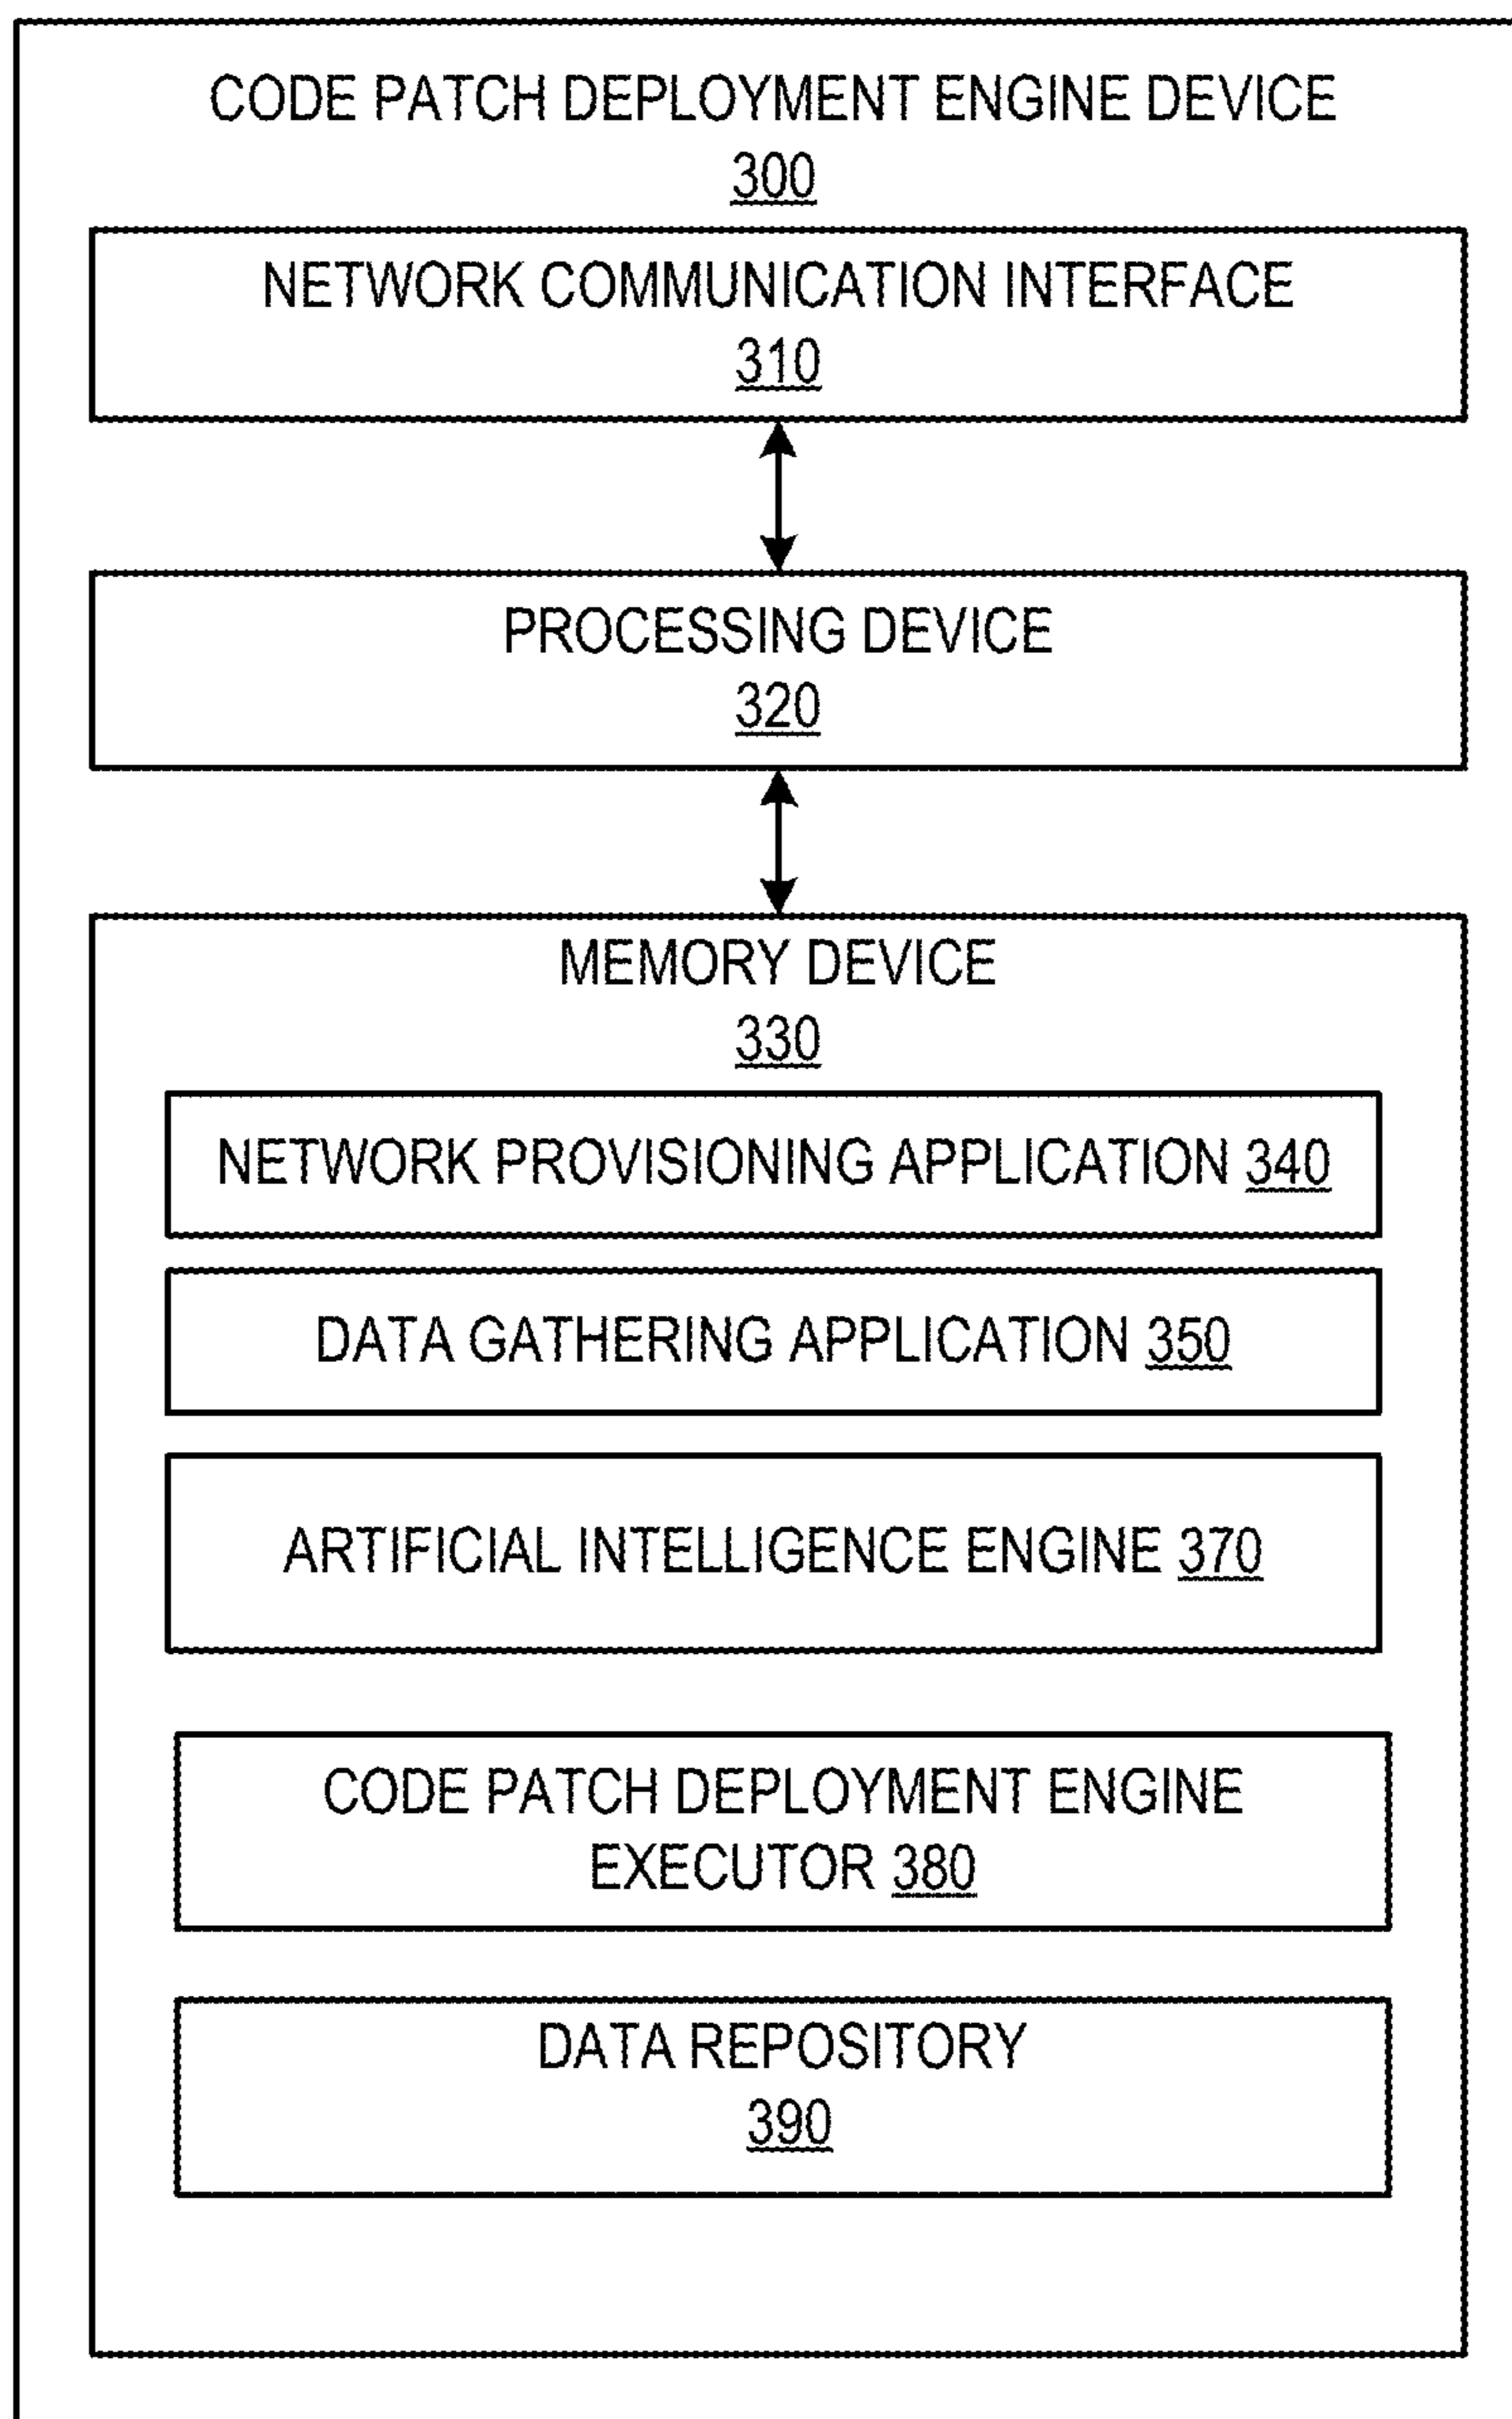 CODE PATCH DEPLOYMENT ENGINE DEVICE
300
NETWORK COMMUNICATION INTERFACE
310
PROCESSING DEVICE
320
MEMORY DEVICE
330
NETWORK PROVISIONING APPLICATION 340
DATA GATHERING APPLICATION 350
ARTIFICIAL INTELLIGENCE ENGINE 370
CODE PATCH DEPLOYMENT ENGINE
EXECUTOR 380
DATA REPOSITORY
390